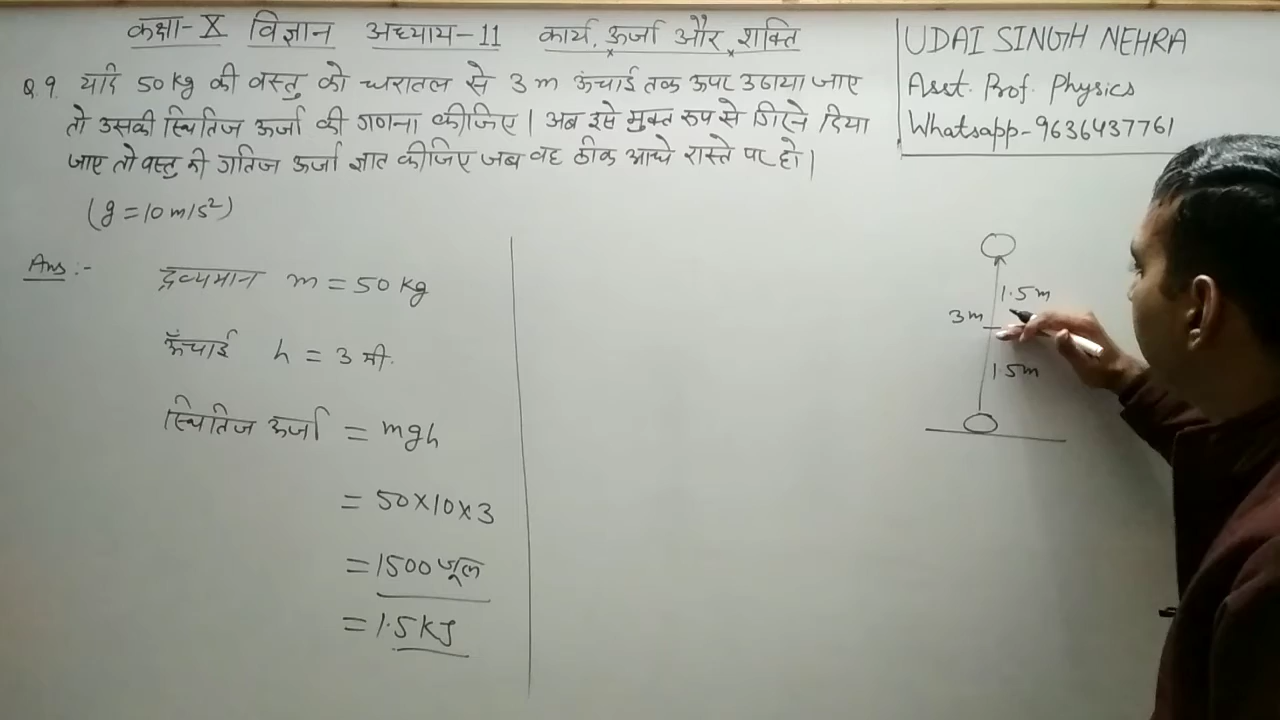 कक्षा-X विज्ञान अध्याय-11 कार्य, ऊर्जा और शक्ति
Q.9. यदि 50 Kg की वस्तु को धरातल से 3 m ऊंचाई तक ऊपर उठाया जाए
तो उसकी स्थितिज ऊर्जा की गणना कीजिए। अब इसे मुक्त रुप से गिरने दिया
जाए तो वस्तु की गतिज ऊर्जा ज्ञात कीजिए जब वह ठीक आधे रास्ते पर हो।
(g = 10 m/s²)
UDAI SINGH NEHRA
Asst. Prof. Physics
Whatsapp-9636437761
Ans :-
द्रव्यमान m = 50 Kg
ऊँचाई h = 3 मी.
स्थितिज ऊर्जा = mgh
= 50×10×3
= 1500 जूल
= 1.5 KJ
1.5m
3m
1.5m